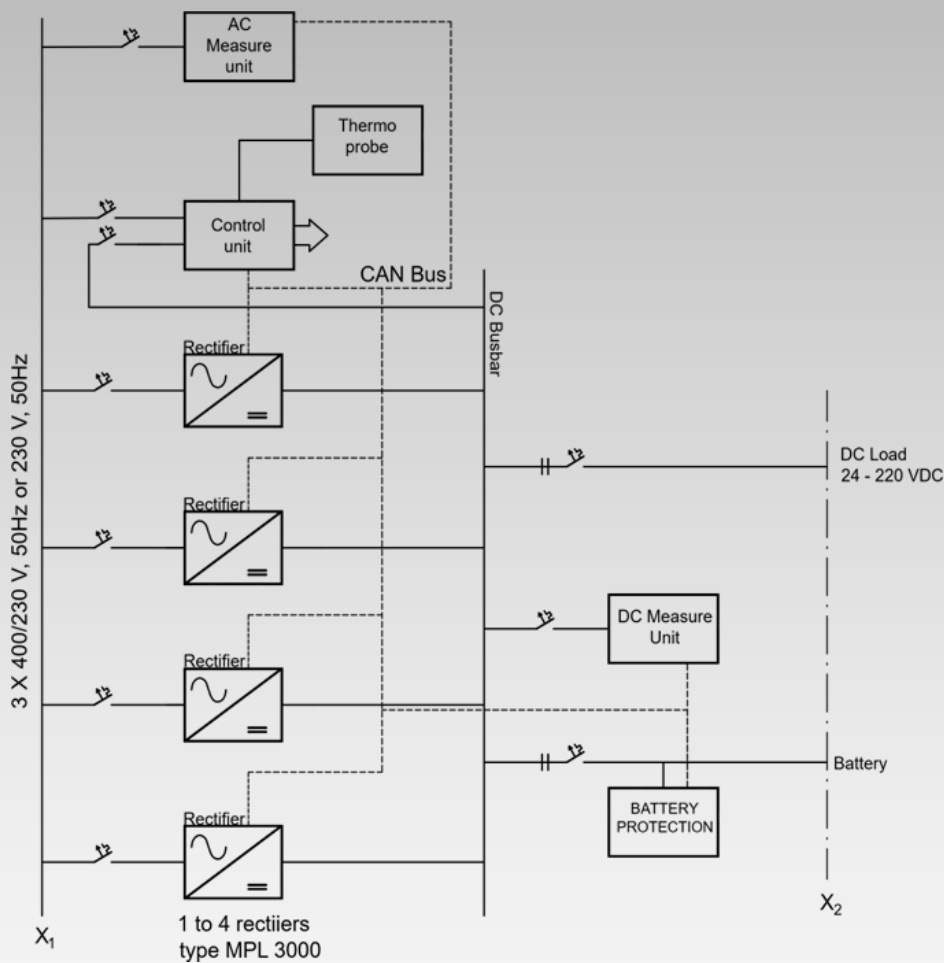 AC
Measure
unit
Thermo
probe
Control
unit
CAN Bus
DC Busbar
3 X 400/230 V, 50Hz or 230 V, 50Hz
Rectifier
Rectifier
Rectifier
Rectifier
DC Load
24 - 220 VDC
DC Measure
Unit
Battery
BATTERY
PROTECTION
X1
X2
1 to 4 rectiiers
type MPL 3000